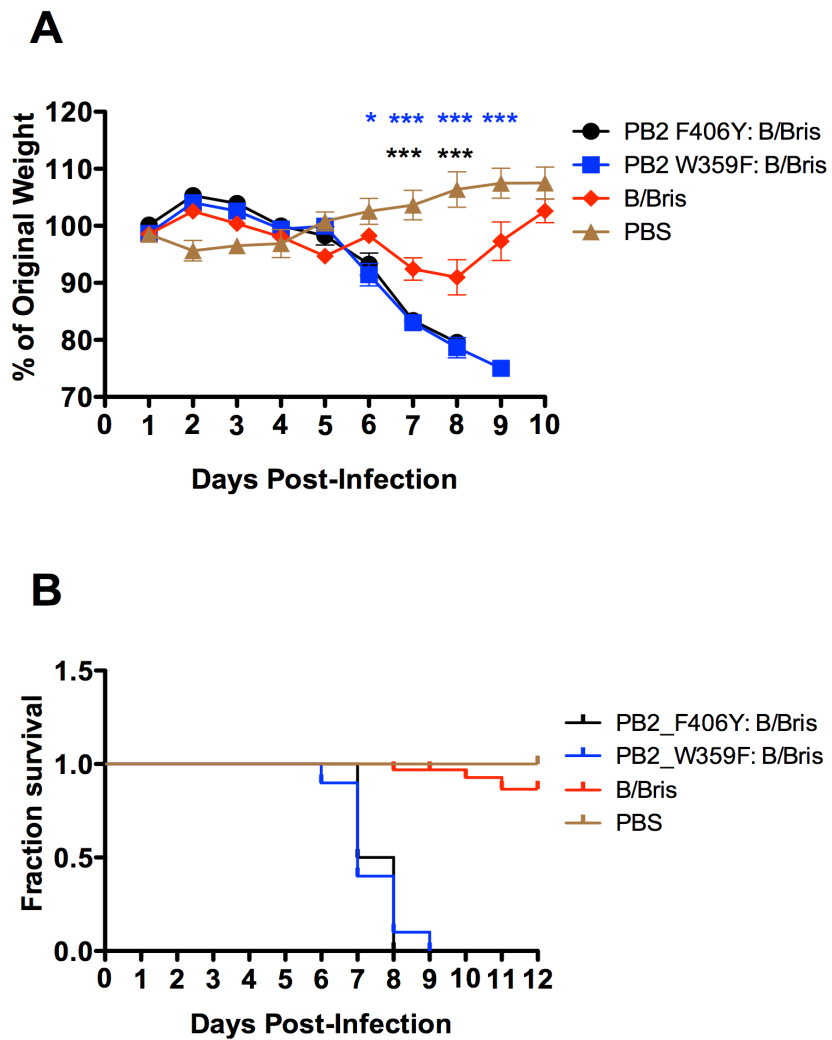 A
% of Original Weight
120
110
100
90
80
70
* *** *** ***
*** ***
0 1 2 3 4 5 6 7 8 9 10
Days Post-Infection
PB2 F406Y: B/Bris
PB2 W359F: B/Bris
B/Bris
PBS
B
Fraction survival
1.5
1.0
0.5
0.0
0 1 2 3 4 5 6 7 8 9 10 11 12
Days Post-Infection
PB2_F406Y: B/Bris
PB2_W359F: B/Bris
B/Bris
PBS